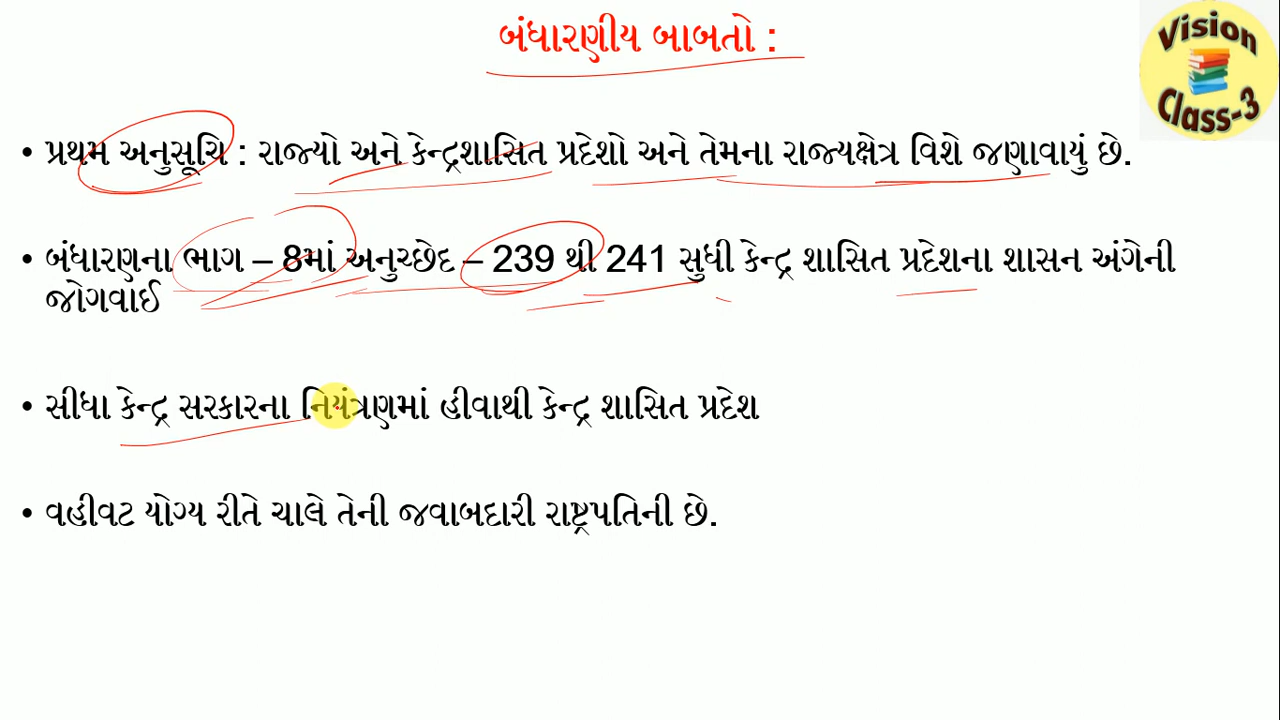 બંધારણીય બાબતો :
Vision
Class-3
• પ્રથમ અનુસૂચિ : રાજ્યો અને કેન્દ્રશાસિત પ્રદેશો અને તેમના રાજ્યક્ષેત્ર વિશે જણાવાયું છે.
• બંધારણના ભાગ – 8માં અનુચ્છેદ – 239 થી 241 સુધી કેન્દ્ર શાસિત પ્રદેશના શાસન અંગેની
જોગવાઈ
• સીધા કેન્દ્ર સરકારના નિયંત્રણમાં હીવાથી કેન્દ્ર શાસિત પ્રદેશ
• વહીવટ યોગ્ય રીતે ચાલે તેની જવાબદારી રાષ્ટ્રપતિની છે.